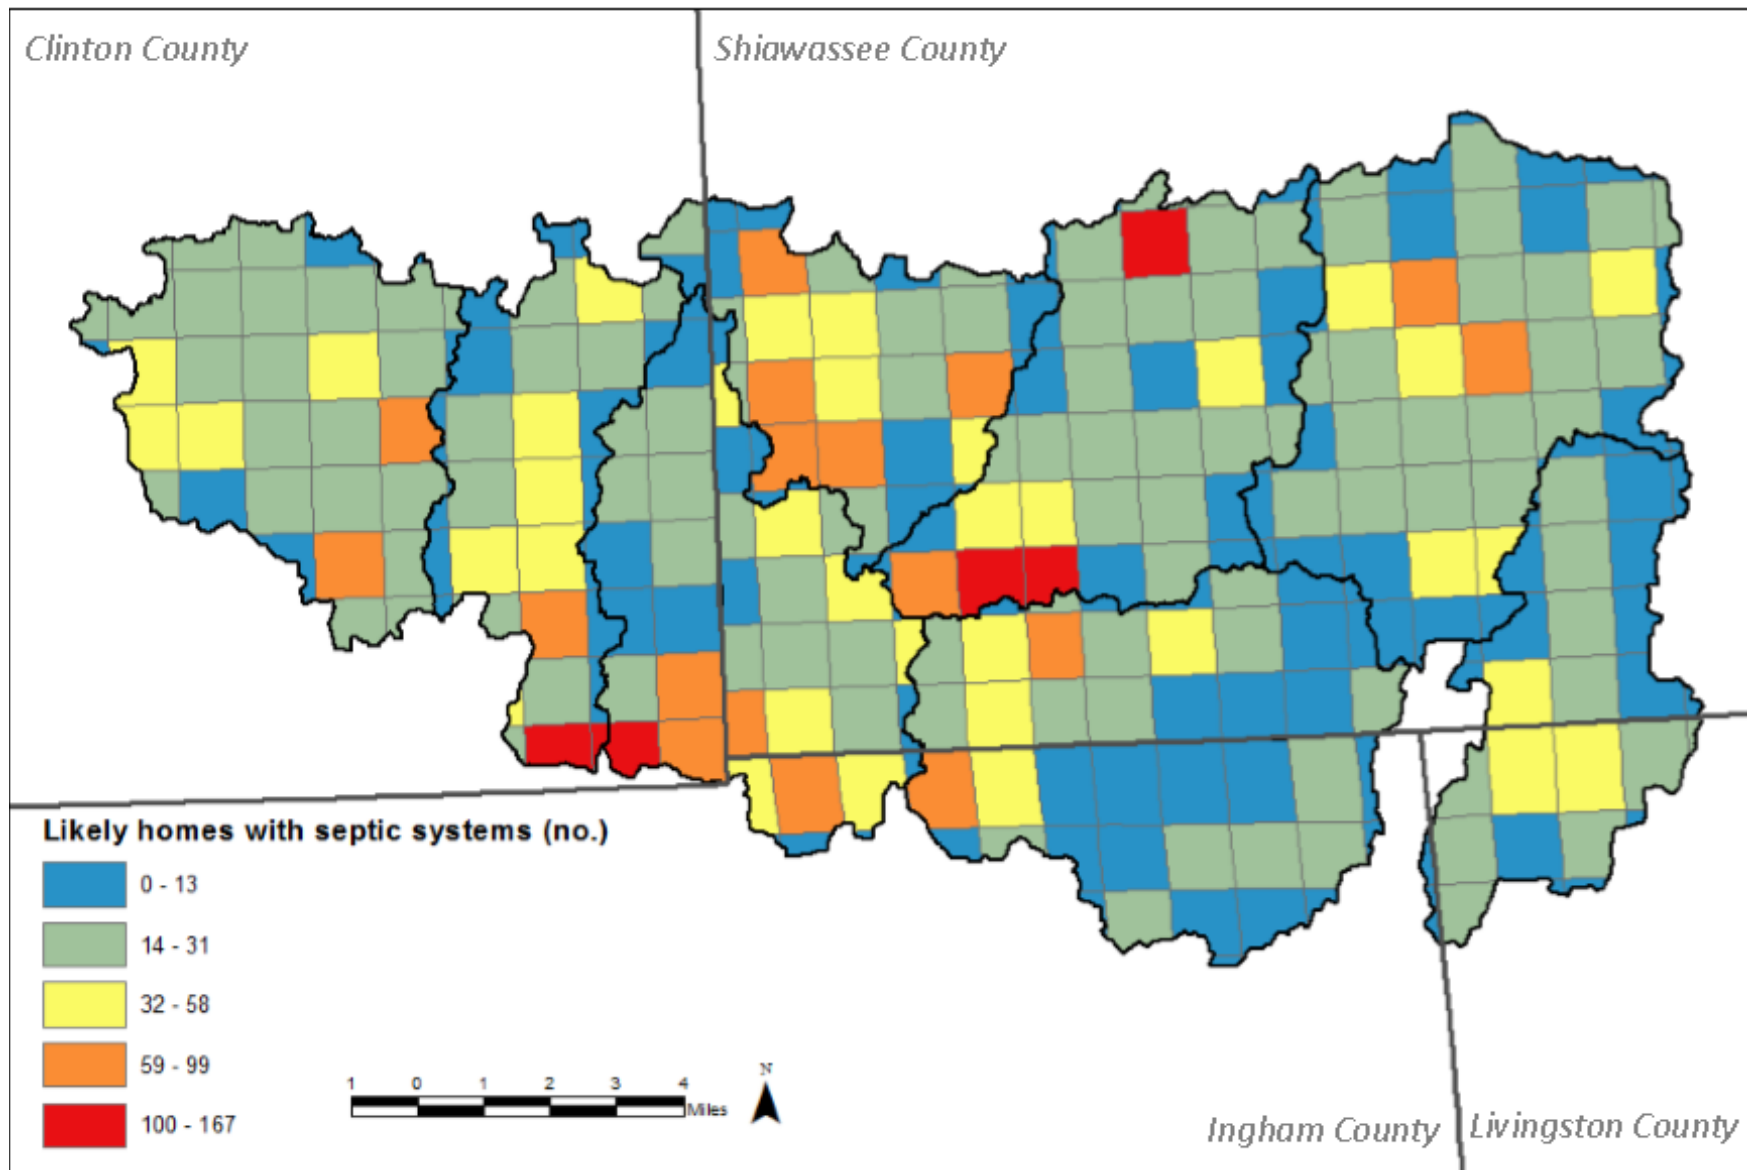 Clinton County
Shiawassee County
Likely homes with septic systems (no.)
0 - 13
14 - 31
32 - 58
59 - 99
100 - 167
1 0 1 2 3 4
Miles
N
Ingham County
Livingston County